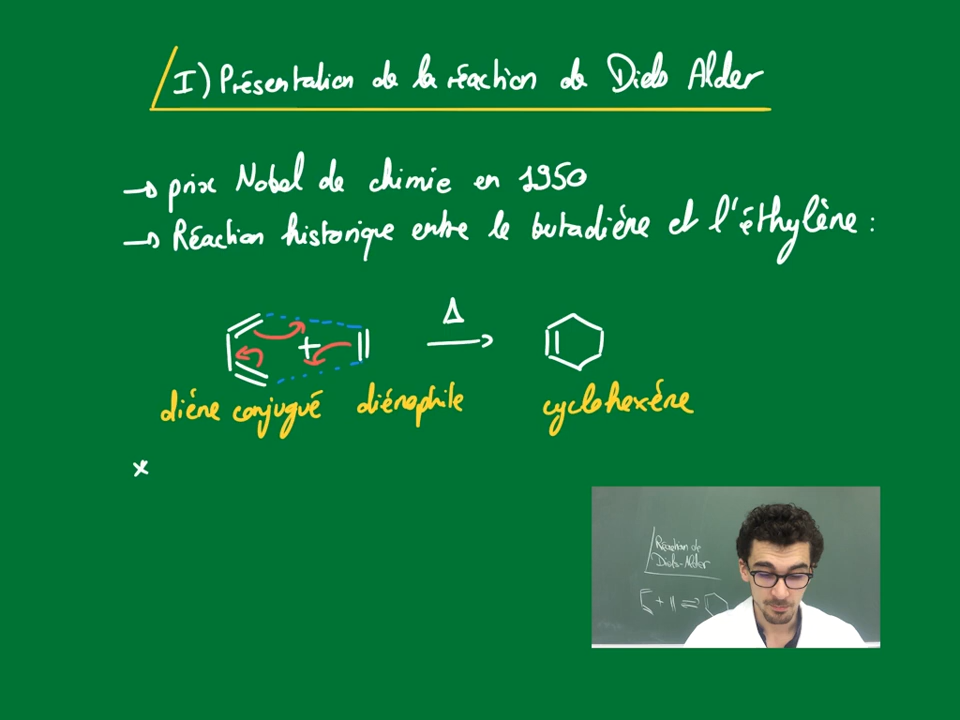 I) Présentation de la réaction de Diels Alder
→ prix Nobel de chimie en 1950
→ Réaction historique entre le butadiène et l'éthylène :
+ Δ →
diène conjugué diénophile cyclohexène
x
Réaction de
Diels-Alder
+ ⇌